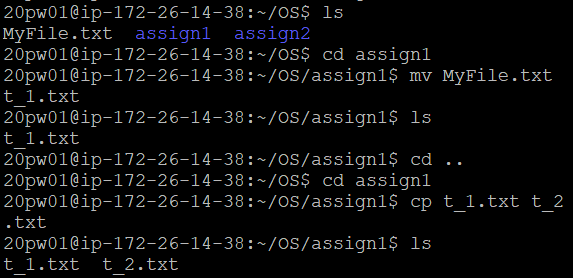 20pw01@ip-172-26-14-38:~/OS$ ls
MyFile.txt  assign1  assign2
20pw01@ip-172-26-14-38:~/OS$ cd assign1
20pw01@ip-172-26-14-38:~/OS/assign1$ mv MyFile.txt
t_1.txt
20pw01@ip-172-26-14-38:~/OS/assign1$ ls
t_1.txt
20pw01@ip-172-26-14-38:~/OS/assign1$ cd ..
20pw01@ip-172-26-14-38:~/OS$ cd assign1
20pw01@ip-172-26-14-38:~/OS/assign1$ cp t_1.txt t_2
.txt
20pw01@ip-172-26-14-38:~/OS/assign1$ ls
t_1.txt  t_2.txt